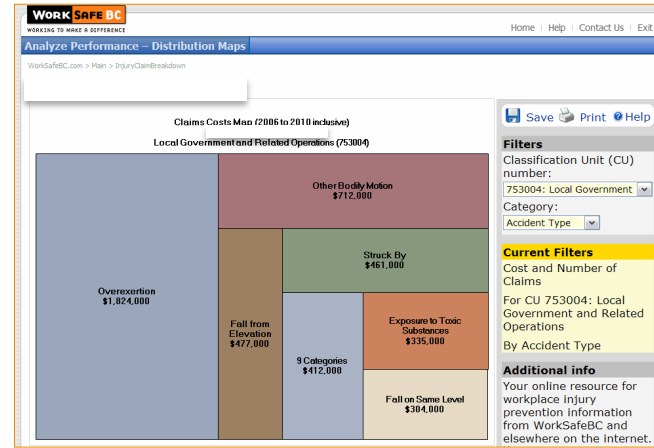 WORK SAFE BC
WORKING TO MAKE A DIFFERENCE
Home | Help | Contact Us | Exit
Analyze Performance – Distribution Maps
WorkSafeBC.com > Main > InjuryClaimBreakdown
Claims Costs Map (2006 to 2010 inclusive)
Local Government and Related Operations (753004)
Overexertion
$1,824,000
Other Bodily Motion
$712,000
Fall from
Elevation
$477,000
Struck By
$461,000
9 Categories
$412,000
Exposure to Toxic
Substances
$335,000
Fall on Same Level
$304,000
Save Print Help
Filters
Classification Unit (CU)
number:
753004: Local Government
Category:
Accident Type
Current Filters
Cost and Number of
Claims
For CU 753004: Local
Government and Related
Operations
By Accident Type
Additional info
Your online resource for
workplace injury
prevention information
from WorkSafeBC and
elsewhere on the internet.